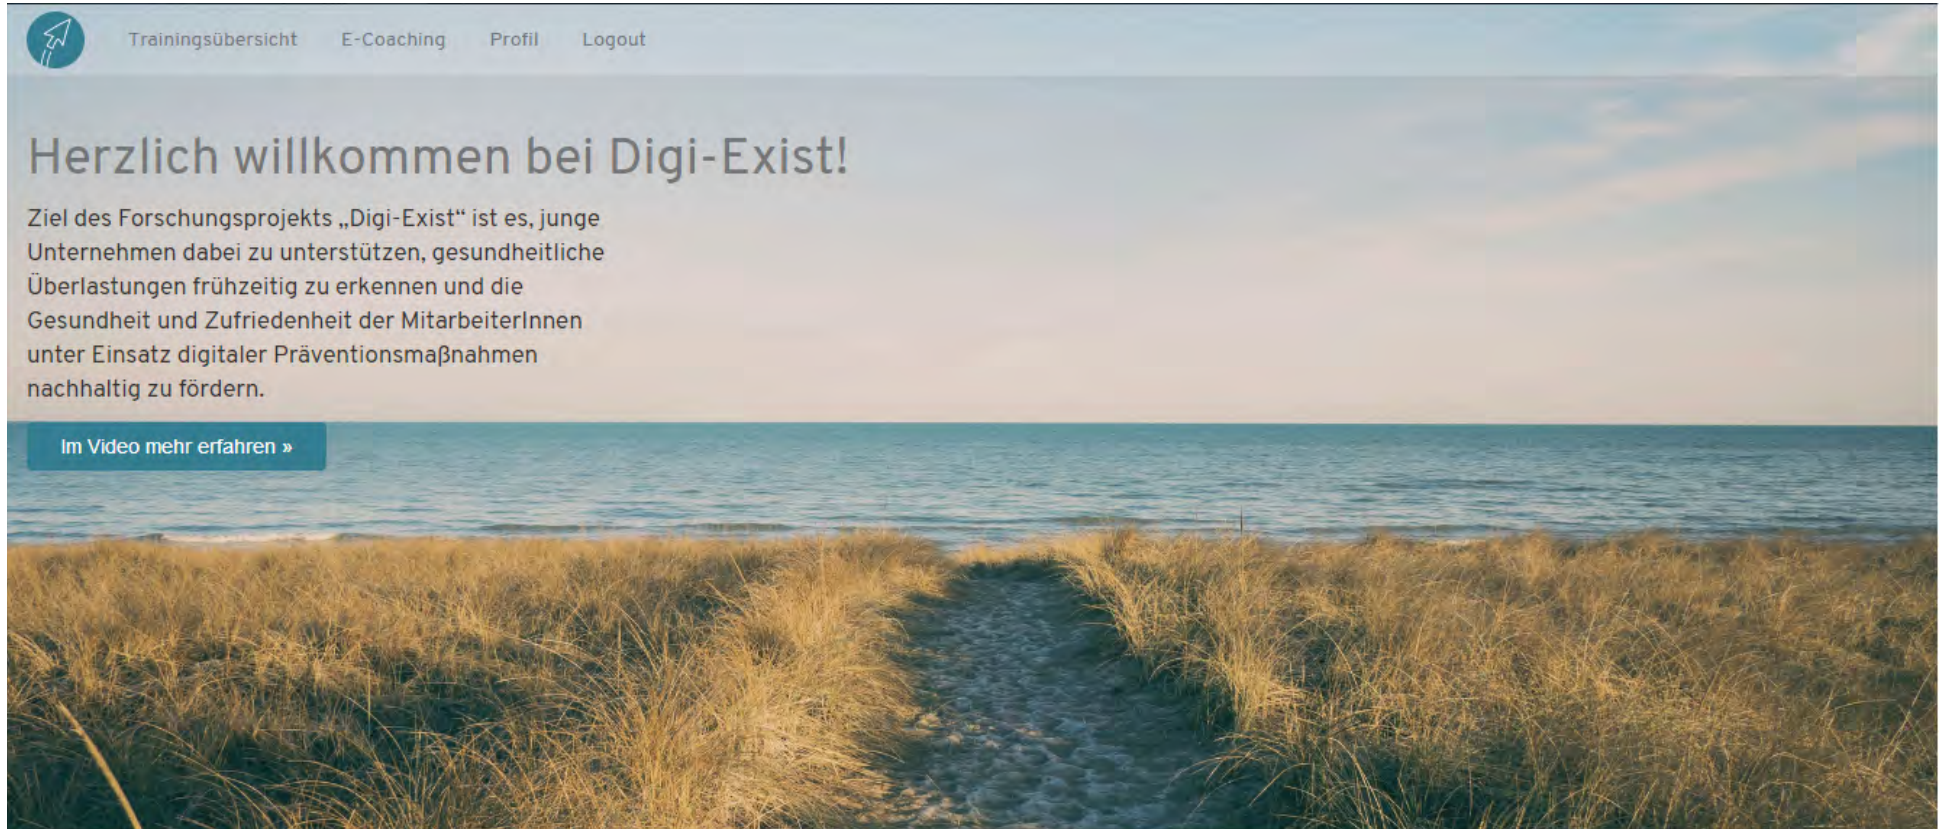 Trainingsübersicht E-Coaching Profil Logout
Herzlich willkommen bei Digi-Exist!
Ziel des Forschungsprojekts „Digi-Exist“ ist es, junge
Unternehmen dabei zu unterstützen, gesundheitliche
Überlastungen frühzeitig zu erkennen und die
Gesundheit und Zufriedenheit der MitarbeiterInnen
unter Einsatz digitaler Präventionsmaßnahmen
nachhaltig zu fördern.
Im Video mehr erfahren »